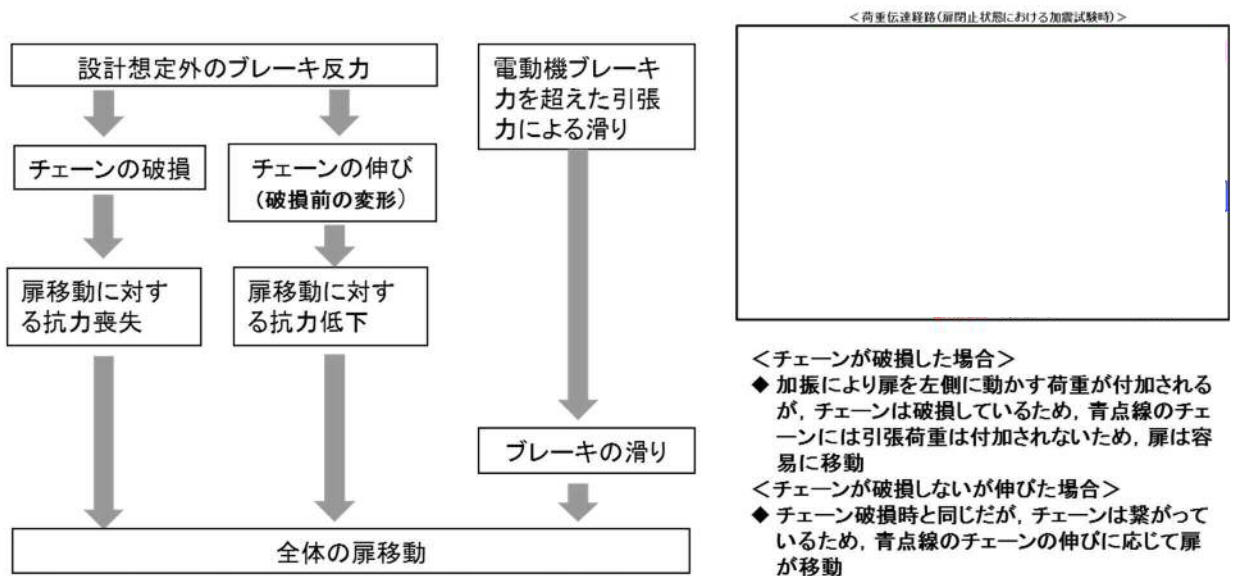 設計想定外のブレーキ反力
チェーンの破損
チェーンの伸び
（破損前の変形）
扉移動に対す
る抗力喪失
扉移動に対す
る抗力低下
電動機ブレーキ
力を超えた引張
力による滑り
ブレーキの滑り
全体の扉移動
＜荷重伝達経路（扉閉止状態における加震試験時）＞
＜チェーンが破損した場合＞
◆ 加振により扉を左側に動かす荷重が付加される
が，チェーンは破損しているため，青点線のチェ
ーンには引張荷重は付加されないため，扉は容
易に移動
＜チェーンが破損しないが伸びた場合＞
◆ チェーン破損時と同じだが，チェーンは繋がって
いるため，青点線のチェーンの伸びに応じて扉
が移動